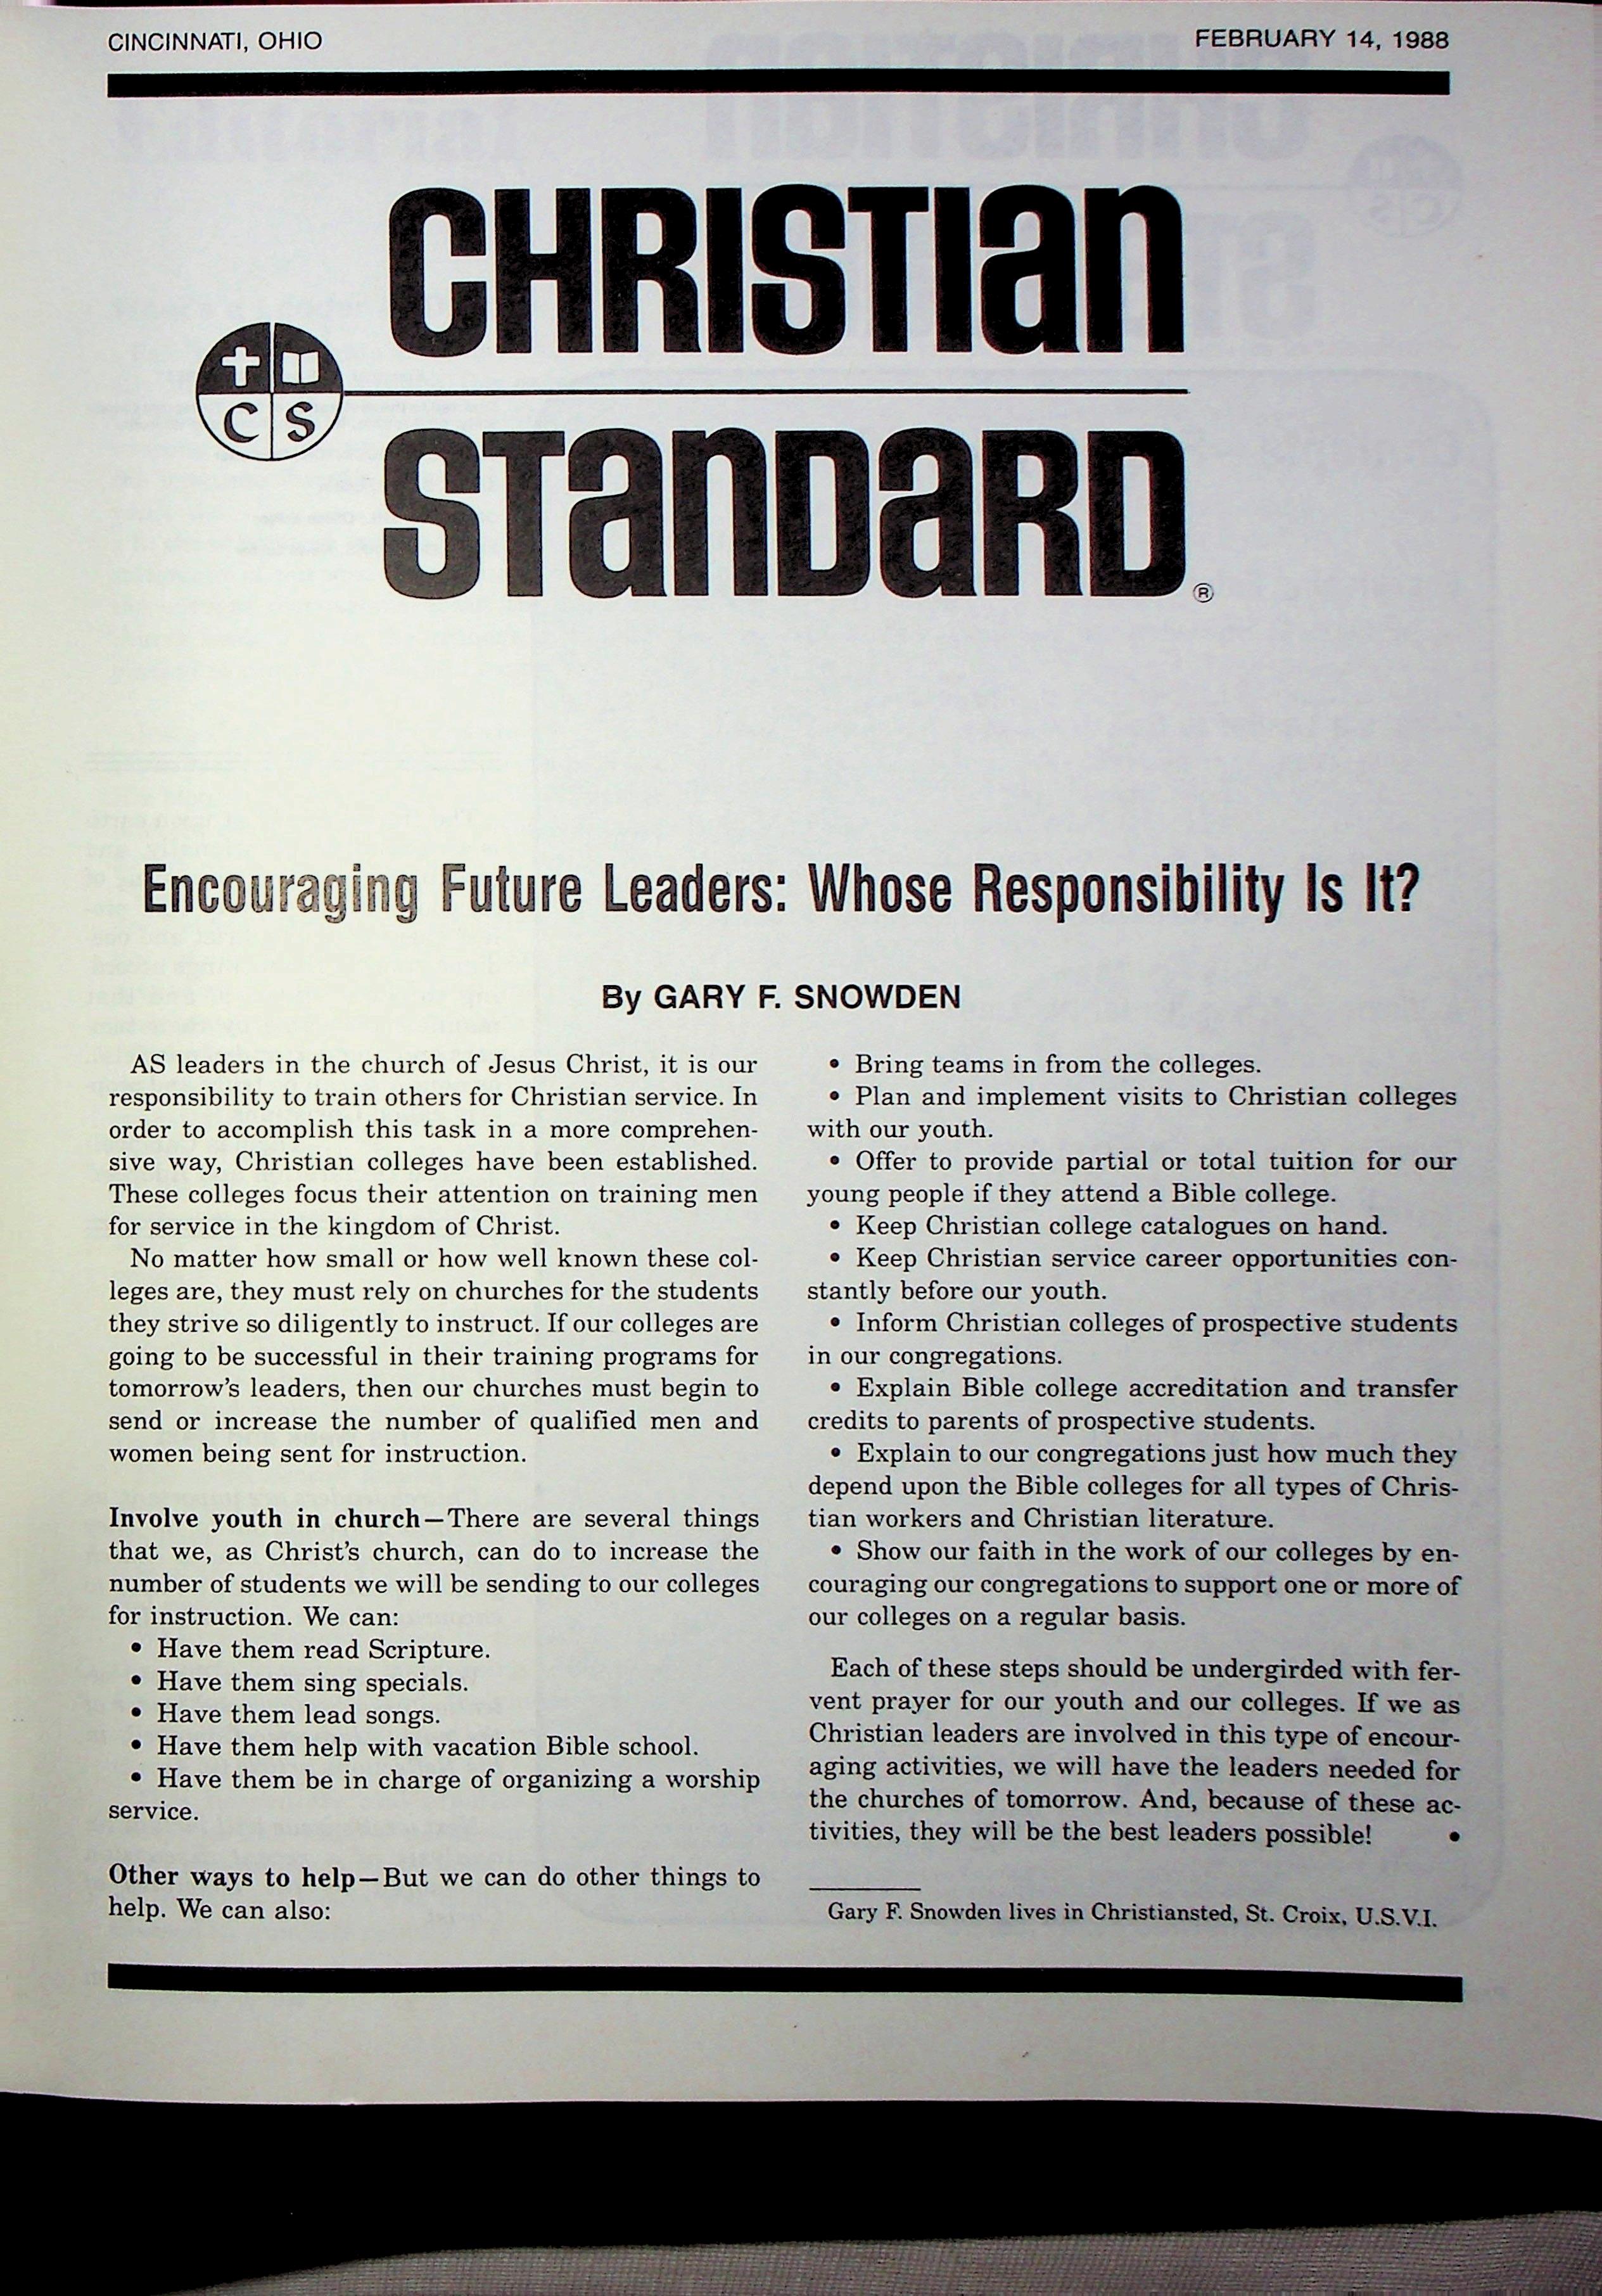 CINCINNATI, OHIO
FEBRUARY 14, 1988
CHRISTIAN
C S
STANDARD®
Encouraging Future Leaders: Whose Responsibility Is It?
By GARY F. SNOWDEN
AS leaders in the church of Jesus Christ, it is our
responsibility to train others for Christian service. In
order to accomplish this task in a more comprehen-
sive way, Christian colleges have been established.
These colleges focus their attention on training men
for service in the kingdom of Christ.
No matter how small or how well known these col-
leges are, they must rely on churches for the students
they strive so diligently to instruct. If our colleges are
going to be successful in their training programs for
tomorrow's leaders, then our churches must begin to
send or increase the number of qualified men and
women being sent for instruction.
Involve youth in church—There are several things
that we, as Christ's church, can do to increase the
number of students we will be sending to our colleges
for instruction. We can:
• Have them read Scripture.
• Have them sing specials.
• Have them lead songs.
• Have them help with vacation Bible school.
• Have them be in charge of organizing a worship
service.
Other ways to help—But we can do other things to
help. We can also:
• Bring teams in from the colleges.
• Plan and implement visits to Christian colleges
with our youth.
• Offer to provide partial or total tuition for our
young people if they attend a Bible college.
• Keep Christian college catalogues on hand.
• Keep Christian service career opportunities con-
stantly before our youth.
• Inform Christian colleges of prospective students
in our congregations.
• Explain Bible college accreditation and transfer
credits to parents of prospective students.
• Explain to our congregations just how much they
depend upon the Bible colleges for all types of Chris-
tian workers and Christian literature.
• Show our faith in the work of our colleges by en-
couraging our congregations to support one or more of
our colleges on a regular basis.
Each of these steps should be undergirded with fer-
vent prayer for our youth and our colleges. If we as
Christian leaders are involved in this type of encour-
aging activities, we will have the leaders needed for
the churches of tomorrow. And, because of these ac-
tivities, they will be the best leaders possible! •
Gary F. Snowden lives in Christiansted, St. Croix, U.S.V.I.